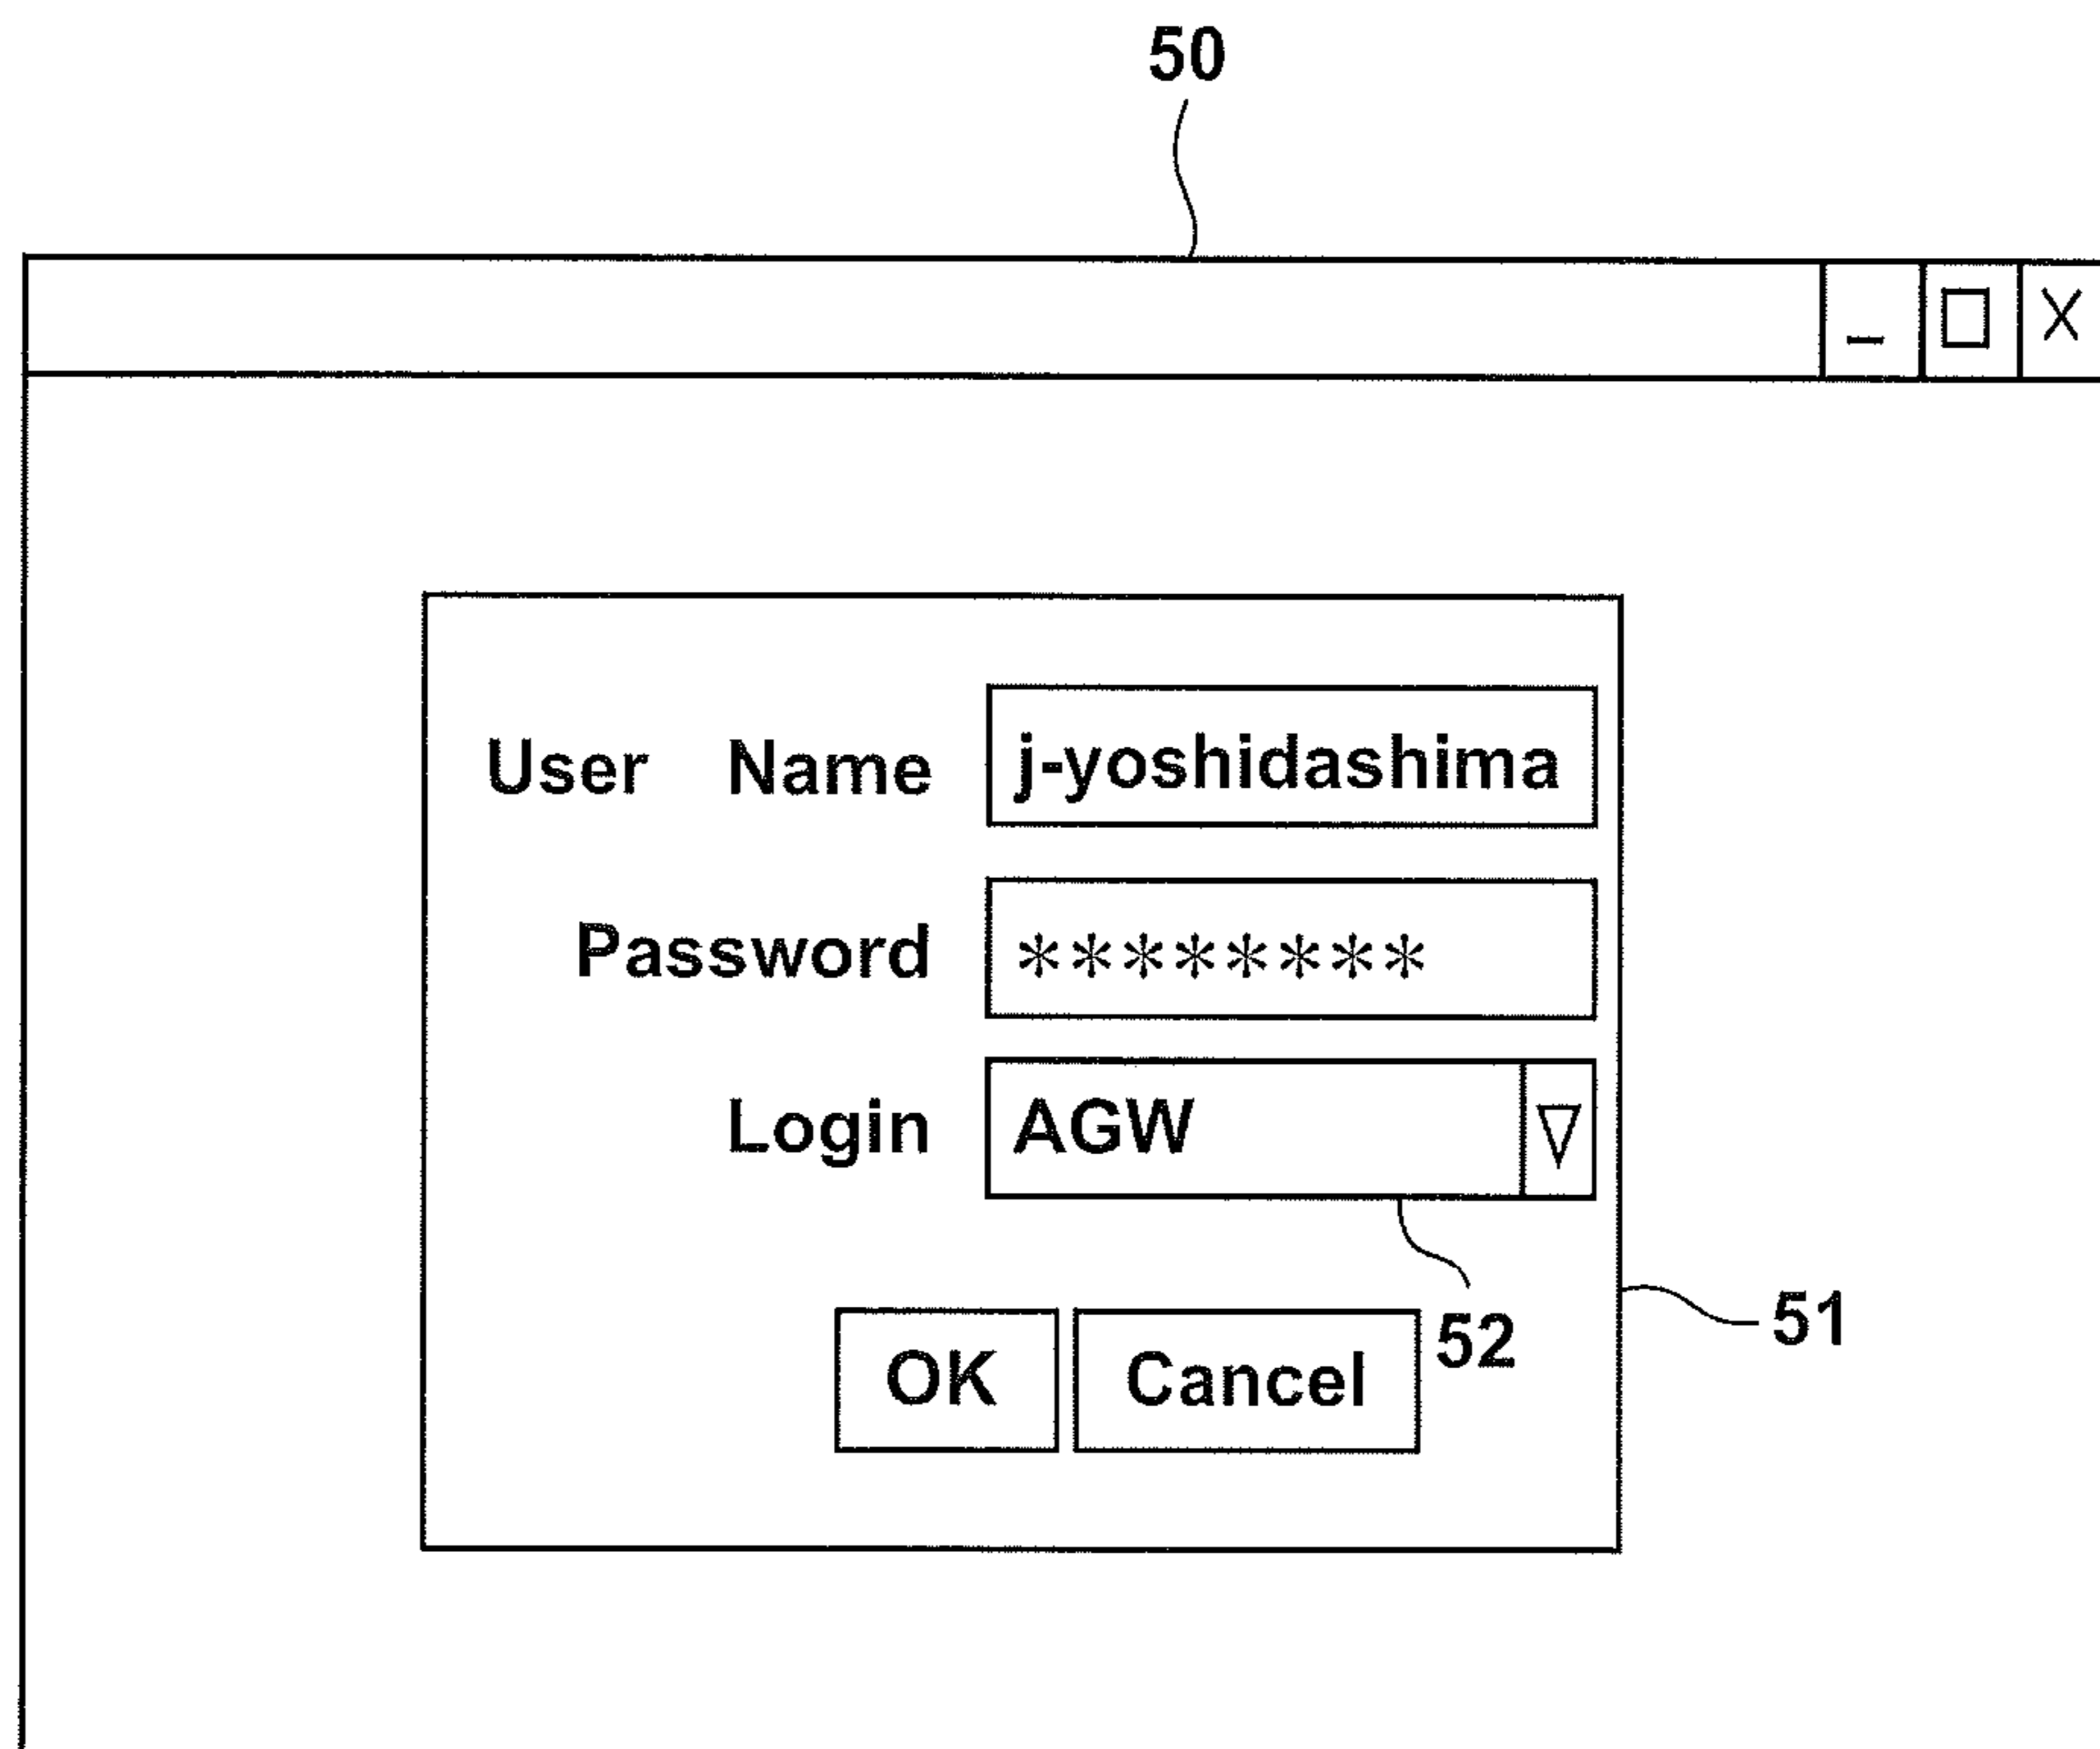 50
User Name j-yoshidashima
Password ********
Login AGW
OK Cancel 52
51